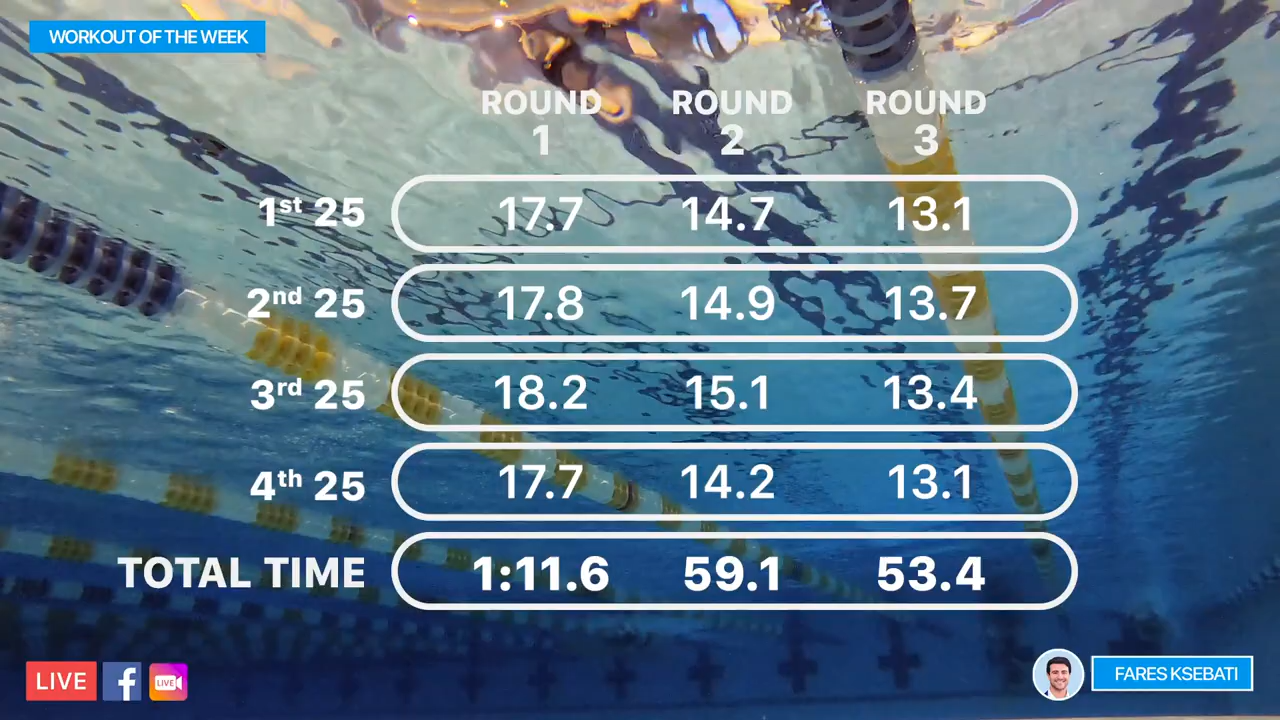 WORKOUT OF THE WEEK
ROUND 1 ROUND 2 ROUND 3
1st 25 17.7 14.7 13.1
2nd 25 17.8 14.9 13.7
3rd 25 18.2 15.1 13.4
4th 25 17.7 14.2 13.1
TOTAL TIME 1:11.6 59.1 53.4
LIVE f LIVE FARES KSEBATI